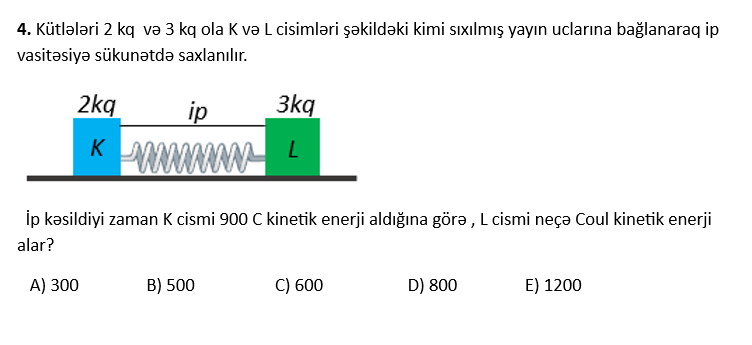 4. Kütlələri 2 kq və 3 kq ola K və L cisimləri şəkildəki kimi sıxılmış yayın uclarına bağlanaraq ip
vasitəsiyə sükunətdə saxlanılır.
2kq ip 3kq
K L
İp kəsildiyi zaman K cismi 900 C kinetik enerji aldığına görə , L cismi neçə Coul kinetik enerji
alar?
A) 300 B) 500 C) 600 D) 800 E) 1200